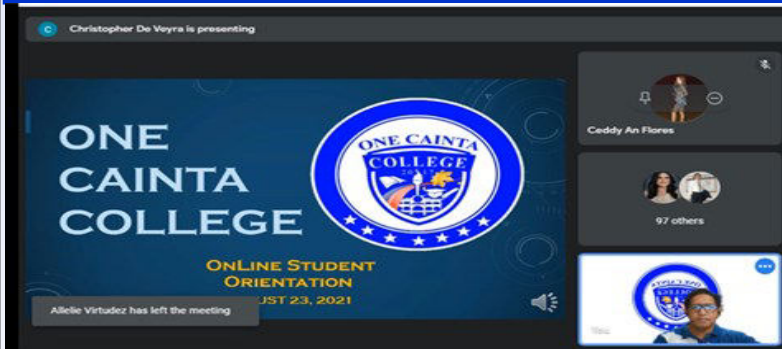 C Christopher De Veyra is presenting
ONE
CAINTA
COLLEGE
ONE CAINTA
COLLEGE
OnLine Student
Orientation
UST 23, 2021
Allelie Virtudez has left the meeting
Ceddy An Flores
97 others
You